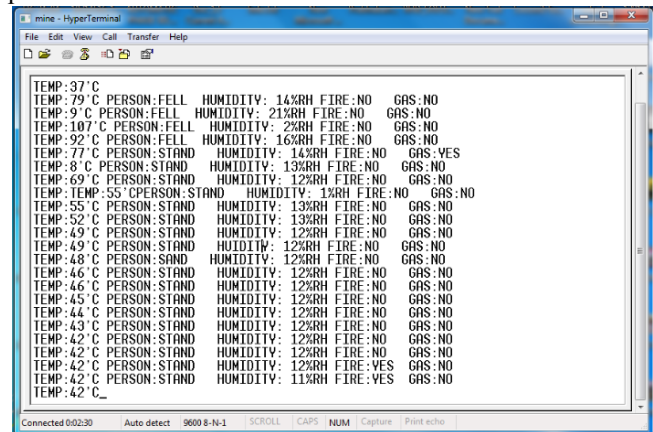 mine - HyperTerminal
File Edit View Call Transfer Help
TEMP:37'C
TEMP:79'C PERSON:FELL HUMIDITY: 14%RH FIRE:NO GAS:NO
TEMP:9'C PERSON:FELL HUMIDITY: 21%RH FIRE:NO GAS:NO
TEMP:107'C PERSON:FELL HUMIDITY: 2%RH FIRE:NO GAS:NO
TEMP:92'C PERSON:FELL HUMIDITY: 16%RH FIRE:NO GAS:NO
TEMP:77'C PERSON:STAND HUMIDITY: 14%RH FIRE:NO GAS:YES
TEMP:8'C PERSON:STAND HUMIDITY: 13%RH FIRE:NO GAS:NO
TEMP:69'C PERSON:STAND HUMIDITY: 12%RH FIRE:NO GAS:NO
TEMP:TEMP:55'CPERSON:STAND HUMIDITY: 1%RH FIRE:NO GAS:NO
TEMP:55'C PERSON:STAND HUMIDITY: 13%RH FIRE:NO GAS:NO
TEMP:52'C PERSON:STAND HUMIDITY: 13%RH FIRE:NO GAS:NO
TEMP:49'C PERSON:STAND HUMIDITY: 12%RH FIRE:NO GAS:NO
TEMP:49'C PERSON:STAND HUIDITY: 12%RH FIRE:NO GAS:NO
TEMP:48'C PERSON:SAND HUMIDITY: 12%RH FIRE:NO GAS:NO
TEMP:46'C PERSON:STAND HUMIDITY: 12%RH FIRE:NO GAS:NO
TEMP:46'C PERSON:STAND HUMIDITY: 12%RH FIRE:NO GAS:NO
TEMP:45'C PERSON:STAND HUMIDITY: 12%RH FIRE:NO GAS:NO
TEMP:44'C PERSON:STAND HUMIDITY: 12%RH FIRE:NO GAS:NO
TEMP:43'C PERSON:STAND HUMIDITY: 12%RH FIRE:NO GAS:NO
TEMP:42'C PERSON:STAND HUMIDITY: 12%RH FIRE:NO GAS:NO
TEMP:42'C PERSON:STAND HUMIDITY: 12%RH FIRE:YES GAS:NO
TEMP:42'C PERSON:STAND HUMIDITY: 11%RH FIRE:YES GAS:NO
TEMP:42'C_
Connected 0:02:30 Auto detect 9600 8-N-1 SCROLL CAPS NUM Capture Print echo